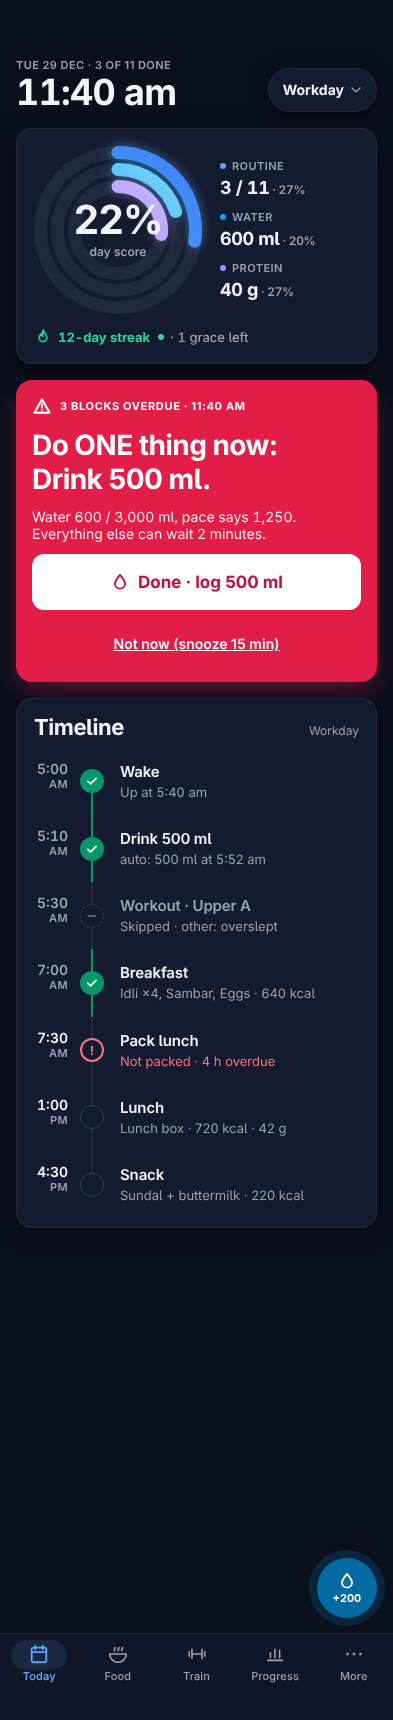 TUE 29 DEC · 3 OF 11 DONE
11:40 am
Workday
22%
day score
ROUTINE
3 / 11 · 27%
WATER
600 ml · 20%
PROTEIN
40 g · 27%
12-day streak · 1 grace left
3 BLOCKS OVERDUE · 11:40 AM
Do ONE thing now:
Drink 500 ml.
Water 600 / 3,000 ml, pace says 1,250.
Everything else can wait 2 minutes.
Done · log 500 ml
Not now (snooze 15 min)
Timeline
Workday
5:00 AM
Wake
Up at 5:40 am
5:10 AM
Drink 500 ml
auto: 500 ml at 5:52 am
5:30 AM
Workout · Upper A
Skipped · other: overslept
7:00 AM
Breakfast
Idli ×4, Sambar, Eggs · 640 kcal
7:30 AM
Pack lunch
Not packed · 4 h overdue
1:00 PM
Lunch
Lunch box · 720 kcal · 42 g
4:30 PM
Snack
Sundal + buttermilk · 220 kcal
+200
Today
Food
Train
Progress
More